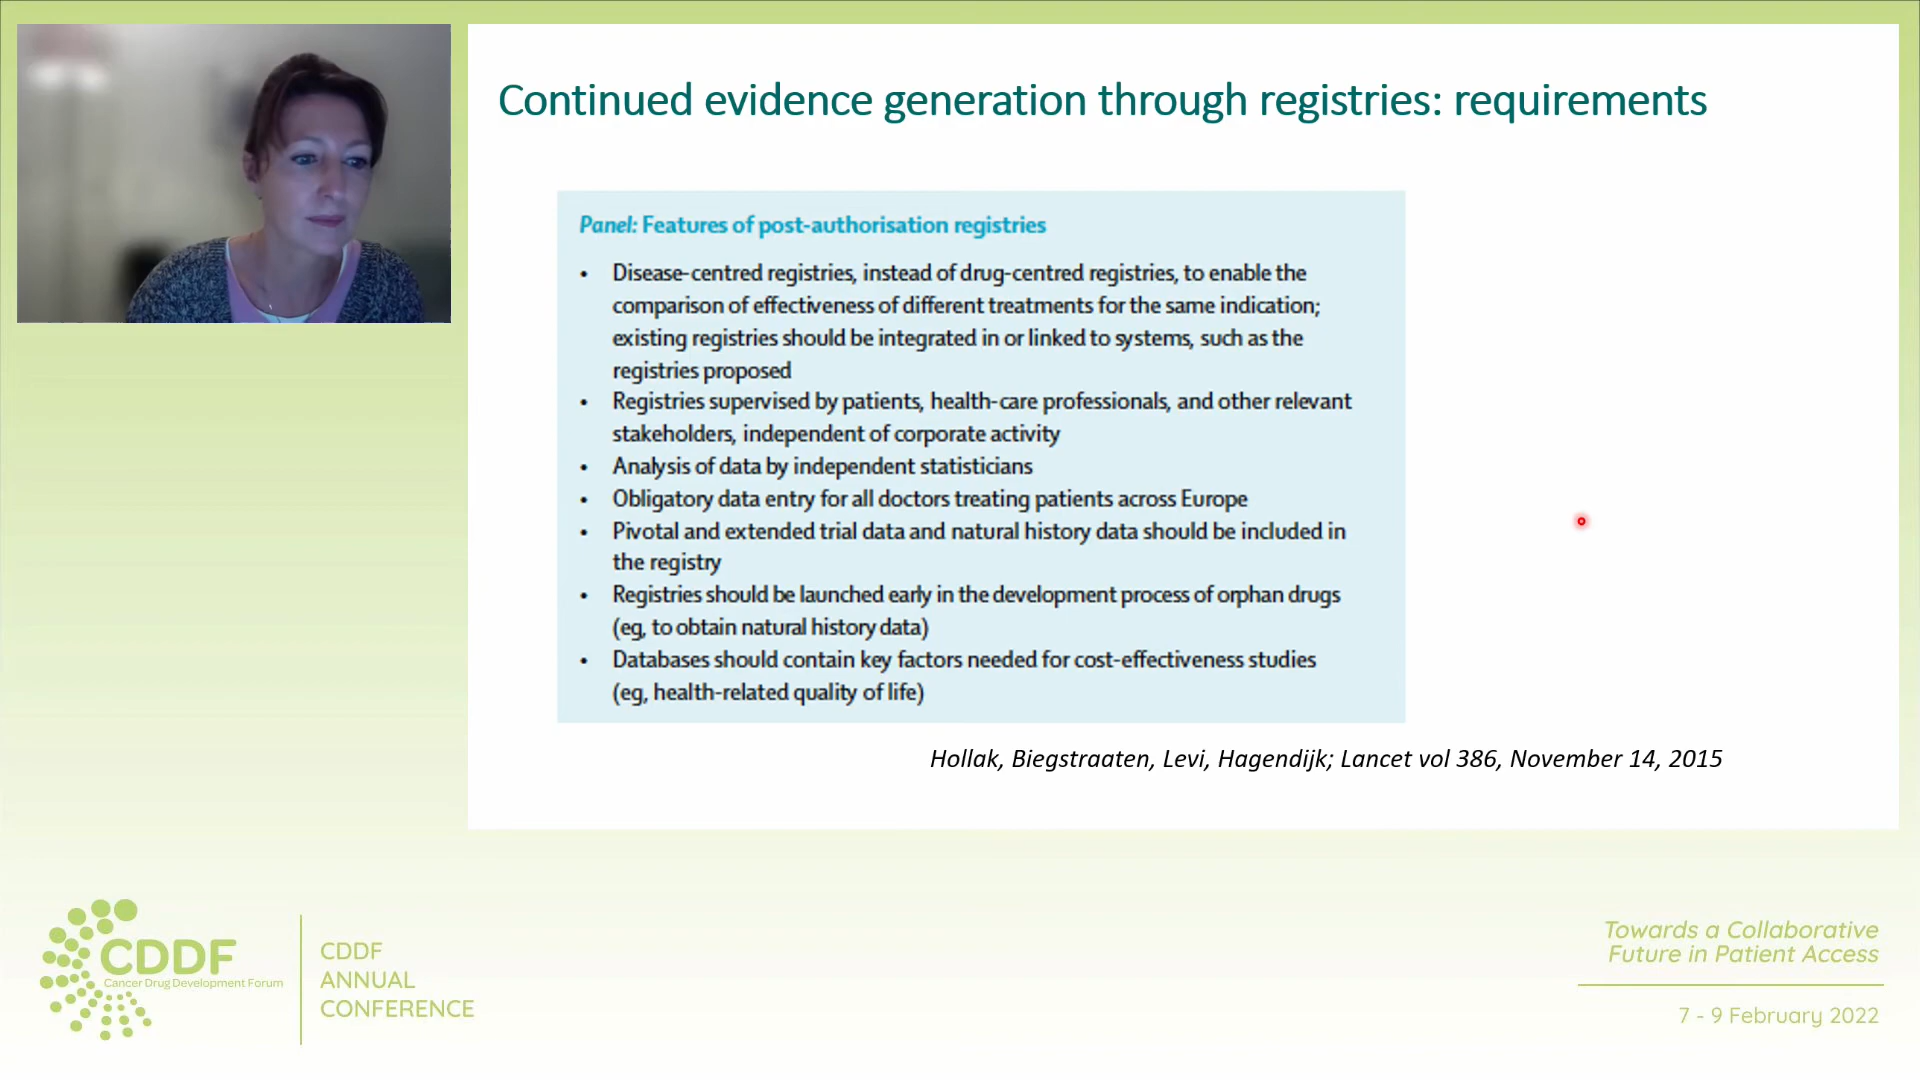 Continued evidence generation through registries: requirements
Panel: Features of post-authorisation registries
• Disease-centred registries, instead of drug-centred registries, to enable the
comparison of effectiveness of different treatments for the same indication;
existing registries should be integrated in or linked to systems, such as the
registries proposed
• Registries supervised by patients, health-care professionals, and other relevant
stakeholders, independent of corporate activity
• Analysis of data by independent statisticians
• Obligatory data entry for all doctors treating patients across Europe
• Pivotal and extended trial data and natural history data should be included in
the registry
• Registries should be launched early in the development process of orphan drugs
(eg, to obtain natural history data)
• Databases should contain key factors needed for cost-effectiveness studies
(eg, health-related quality of life)
Hollak, Biegstraaten, Levi, Hagendijk; Lancet vol 386, November 14, 2015
CDDF
Cancer Drug Development Forum
CDDF
ANNUAL
CONFERENCE
Towards a Collaborative
Future in Patient Access
7 - 9 February 2022